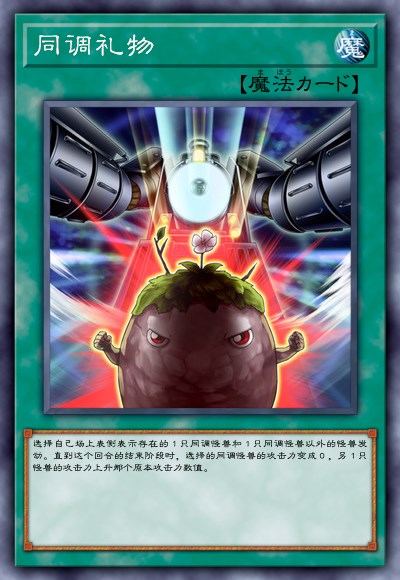 同调礼物
魔
【魔法カード】
まほう
选择自己场上表侧表示存在的1只同调怪兽和1只同调怪兽以外的怪兽发
动。直到这个回合的结束阶段时，选择的同调怪兽的攻击力变成0，另1只
怪兽的攻击力上升那个原本攻击力数值。